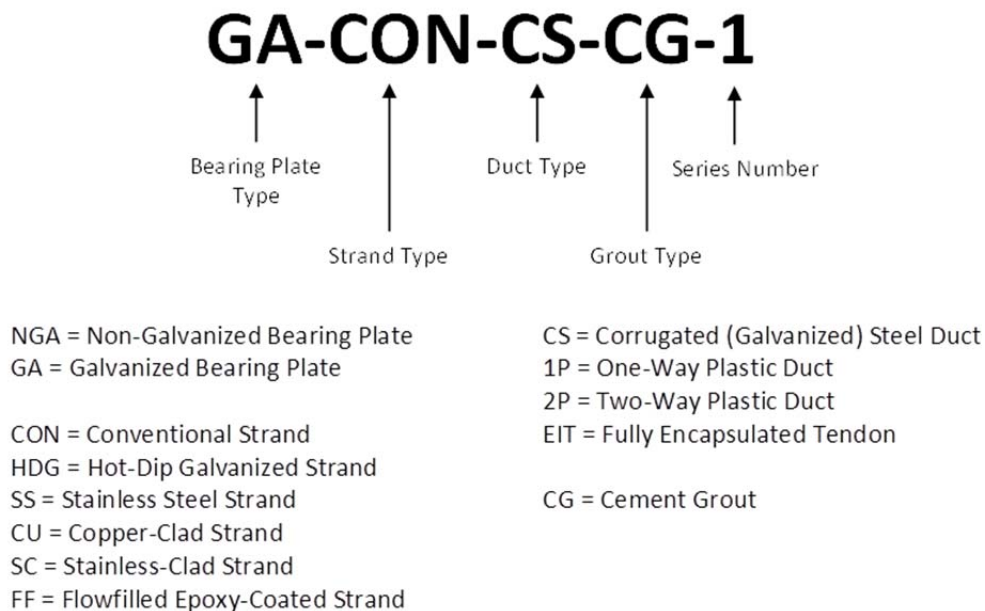 GA-CON-CS-CG-1
Bearing Plate
Type
Duct Type
Series Number
Strand Type
Grout Type
NGA = Non-Galvanized Bearing Plate
GA = Galvanized Bearing Plate
CON = Conventional Strand
HDG = Hot-Dip Galvanized Strand
SS = Stainless Steel Strand
CU = Copper-Clad Strand
SC = Stainless-Clad Strand
FF = Flowfilled Epoxy-Coated Strand
CS = Corrugated (Galvanized) Steel Duct
1P = One-Way Plastic Duct
2P = Two-Way Plastic Duct
EIT = Fully Encapsulated Tendon
CG = Cement Grout